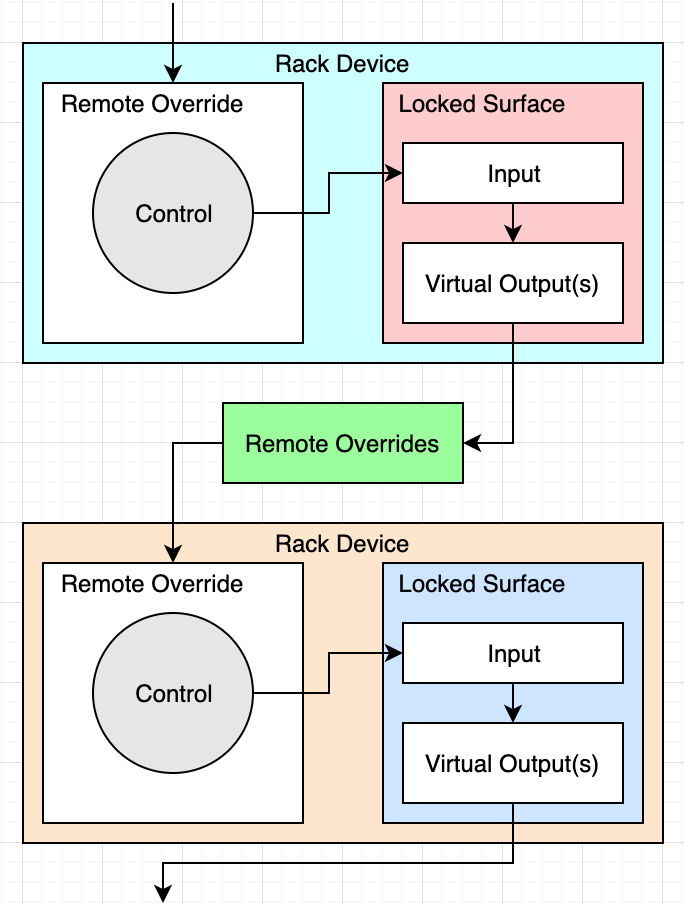 Rack Device
Remote Override
Locked Surface
Control
Input
Virtual Output(s)
Remote Overrides
Rack Device
Remote Override
Locked Surface
Control
Input
Virtual Output(s)